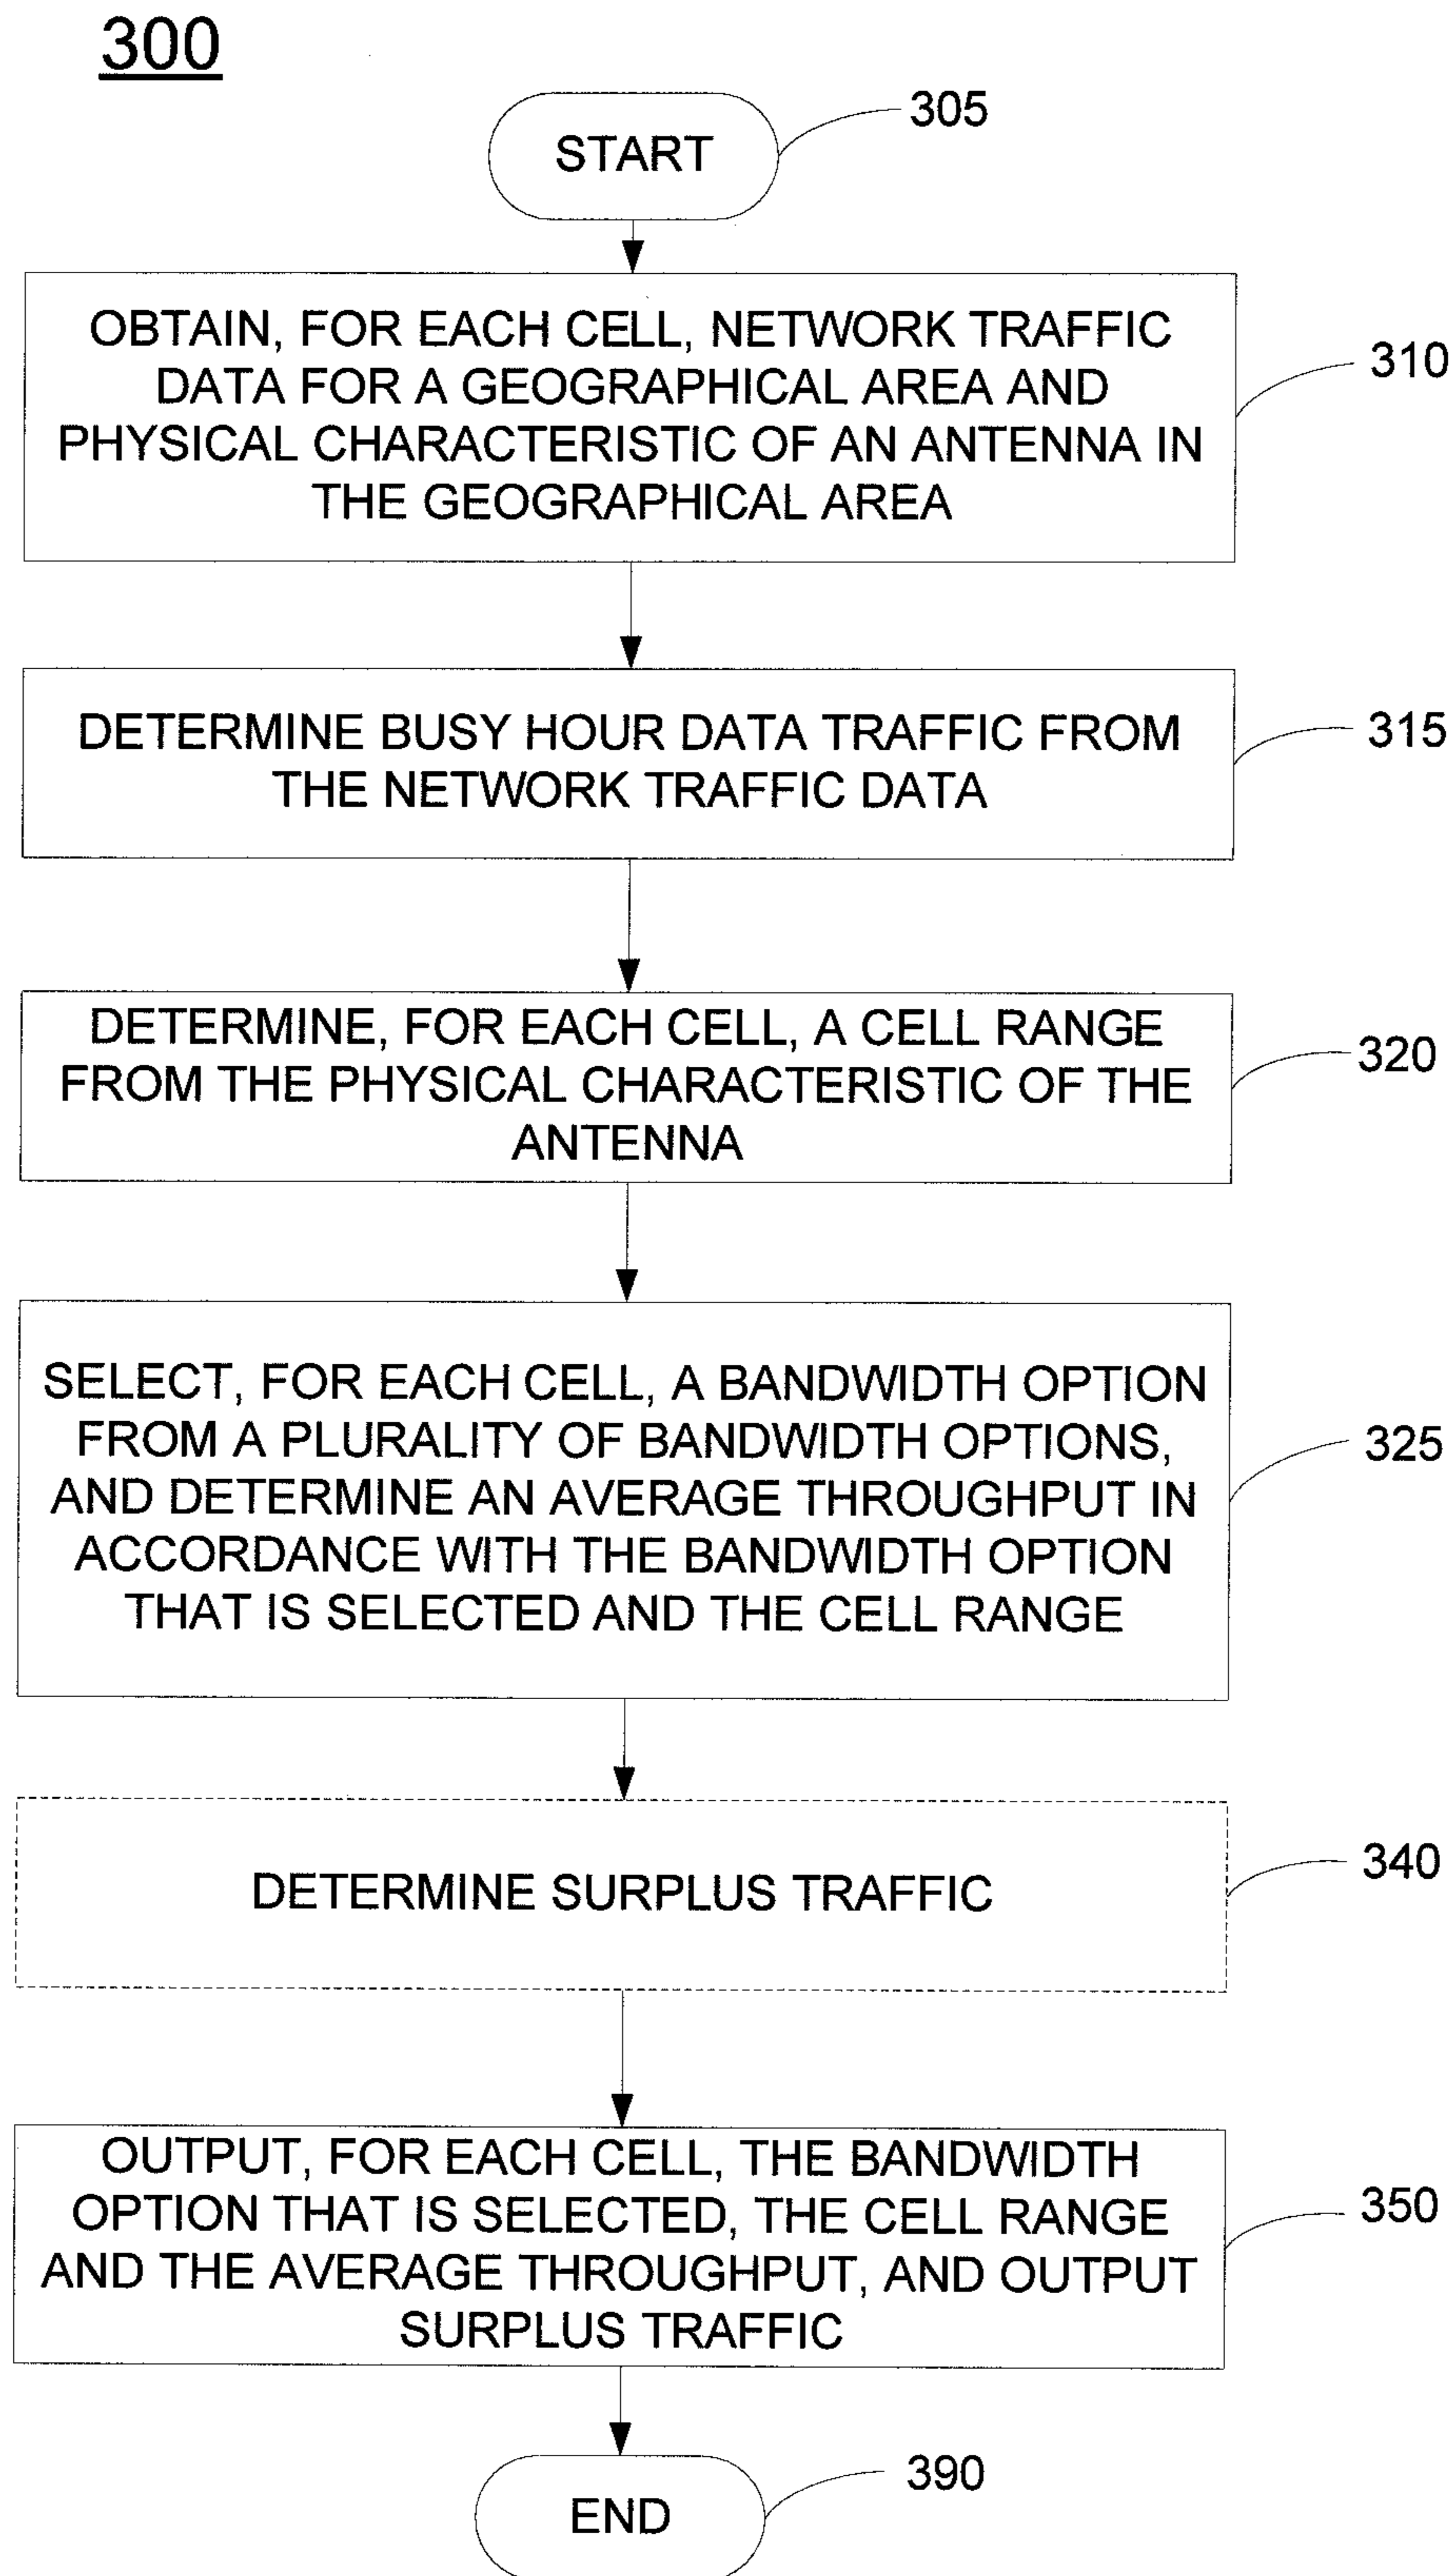 300
START
305
OBTAIN, FOR EACH CELL, NETWORK TRAFFIC
DATA FOR A GEOGRAPHICAL AREA AND
PHYSICAL CHARACTERISTIC OF AN ANTENNA IN
THE GEOGRAPHICAL AREA
310
DETERMINE BUSY HOUR DATA TRAFFIC FROM
THE NETWORK TRAFFIC DATA
315
DETERMINE, FOR EACH CELL, A CELL RANGE
FROM THE PHYSICAL CHARACTERISTIC OF THE
ANTENNA
320
SELECT, FOR EACH CELL, A BANDWIDTH OPTION
FROM A PLURALITY OF BANDWIDTH OPTIONS,
AND DETERMINE AN AVERAGE THROUGHPUT IN
ACCORDANCE WITH THE BANDWIDTH OPTION
THAT IS SELECTED AND THE CELL RANGE
325
DETERMINE SURPLUS TRAFFIC
340
OUTPUT, FOR EACH CELL, THE BANDWIDTH
OPTION THAT IS SELECTED, THE CELL RANGE
AND THE AVERAGE THROUGHPUT, AND OUTPUT
SURPLUS TRAFFIC
350
END
390